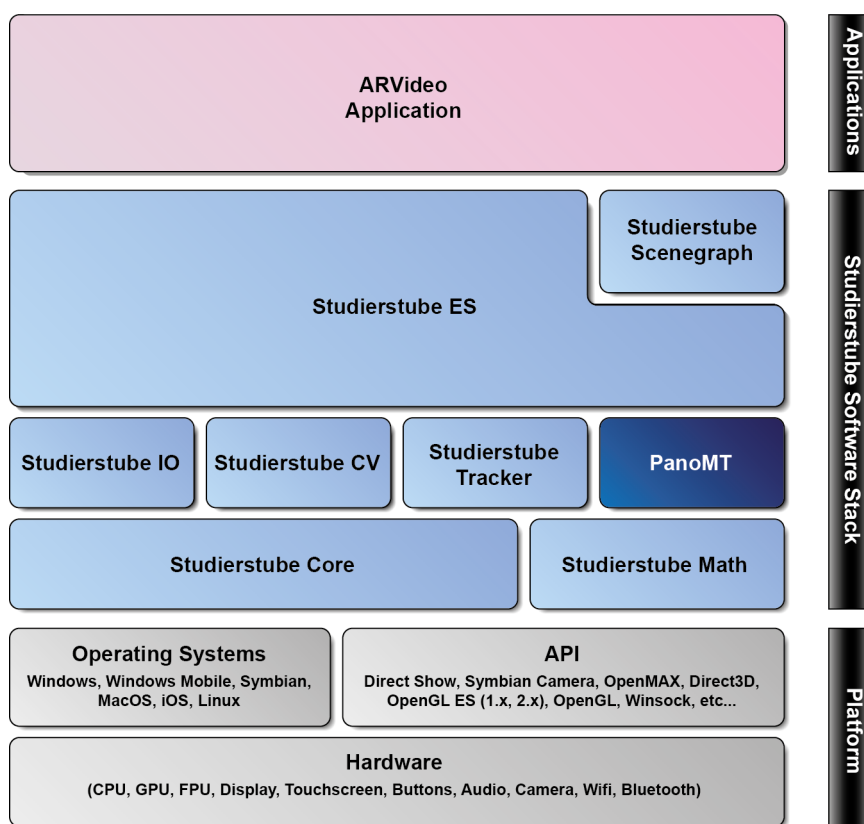 ARVideo
Application
Applications
Studierstube ES
Studierstube
Scenegraph
Studierstube IO
Studierstube CV
Studierstube
Tracker
PanoMT
Studierstube Core
Studierstube Math
Studierstube Software Stack
Operating Systems
Windows, Windows Mobile, Symbian,
MacOS, iOS, Linux
API
Direct Show, Symbian Camera, OpenMAX, Direct3D,
OpenGL ES (1.x, 2.x), OpenGL, Winsock, etc...
Hardware
(CPU, GPU, FPU, Display, Touchscreen, Buttons, Audio, Camera, Wifi, Bluetooth)
Platform